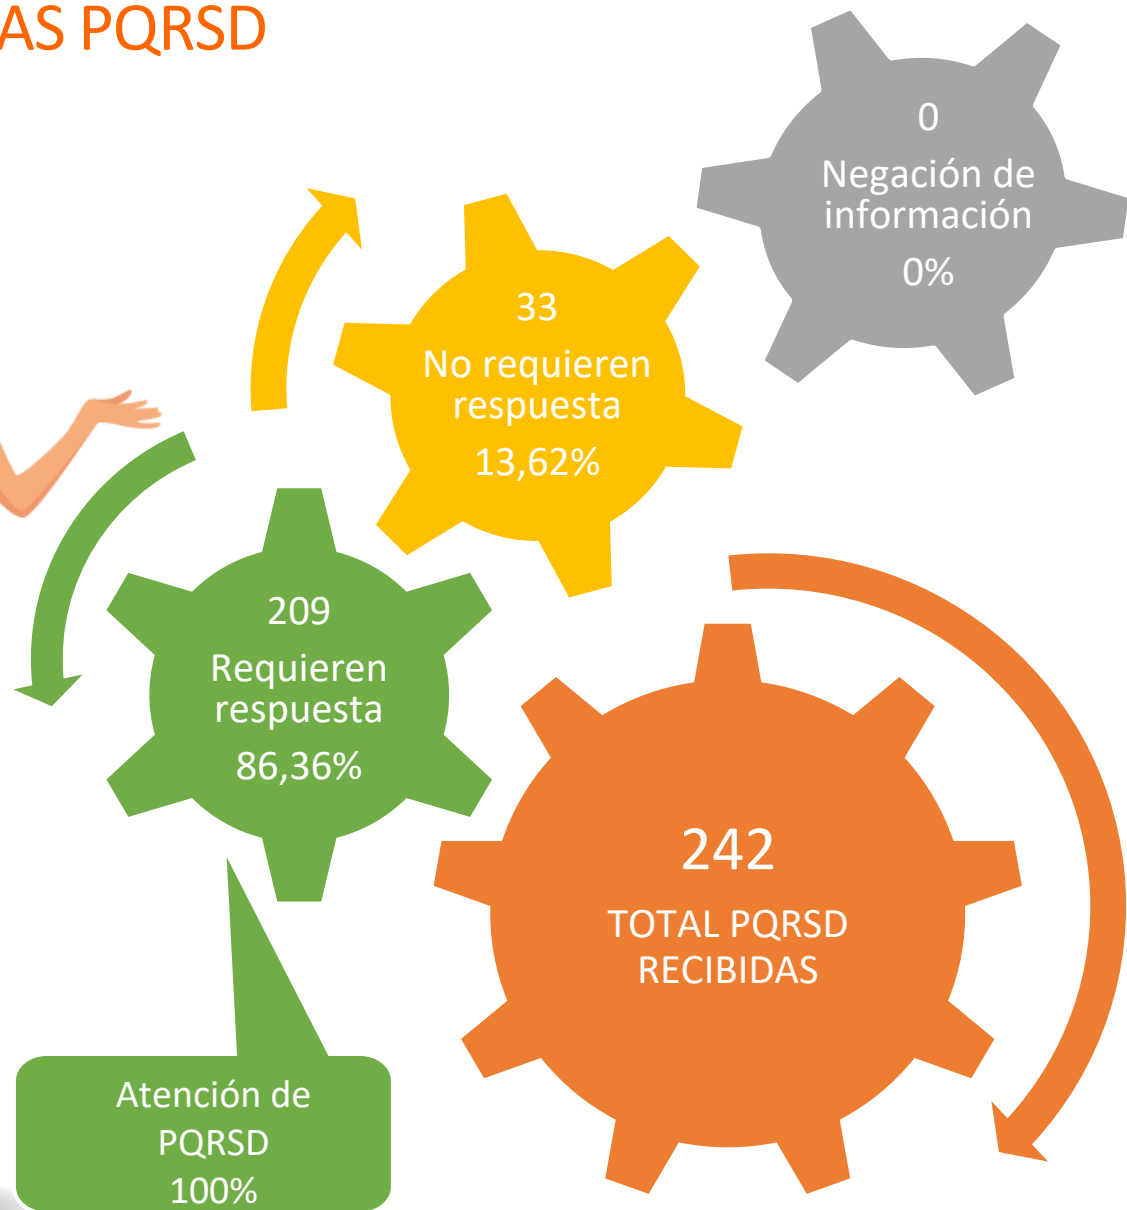 AS PQRSD
0
Negación de
información
0%
33
No requieren
respuesta
13,62%
209
Requieren
respuesta
86,36%
242
TOTAL PQRSD
RECIBIDAS
Atención de
PQRSD
100%